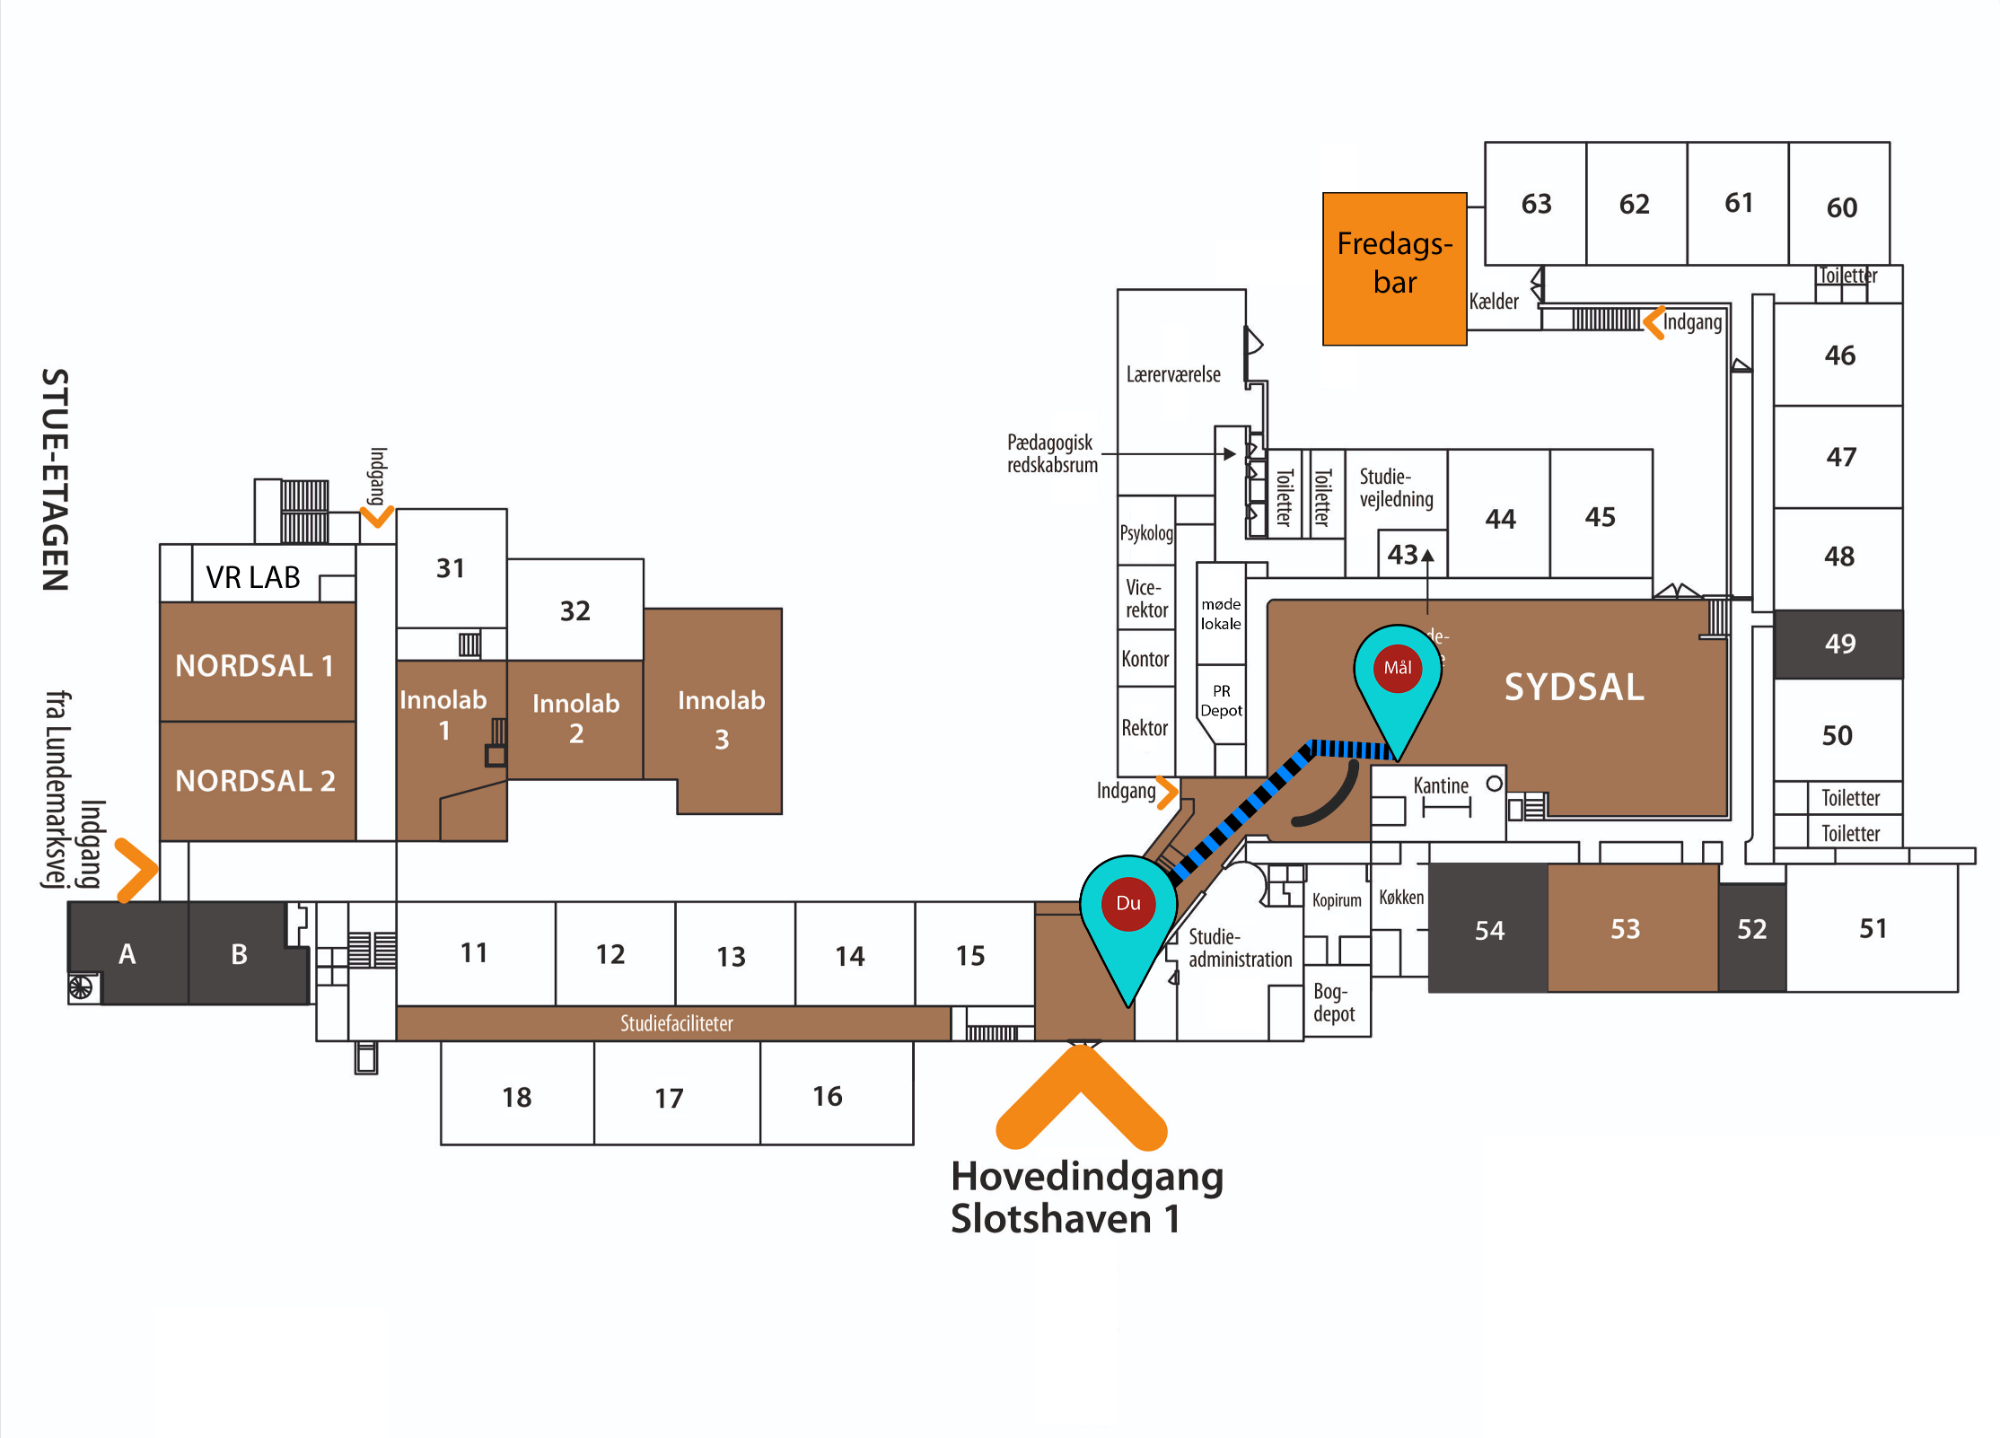 63
62
61
60
Fredags-
bar
Toiletter
Kælder
Indgang
46
Lærerværelse
STUE-ETAGEN
fra Lundemarksvej
Indgang
Pædagogisk
redskabsrum
47
Toiletter
Toiletter
Studie-
vejledning
44
45
43
48
Indgang
31
VR LAB
32
Psykolog
Vice-
rektor
møde
lokale
Kontor
PR
Depot
Rektor
49
de-
Mål
SYDSAL
NORDSAL 1
Innolab
1
Innolab
2
Innolab
3
50
NORDSAL 2
Indgang
Kantine
Toiletter
Toiletter
Du
Kopirum
Køkken
54
53
52
51
A
B
11
12
13
14
15
Studie-
administration
Bog-
depot
Studiefaciliteter
18
17
16
Hovedindgang
Slotshaven 1